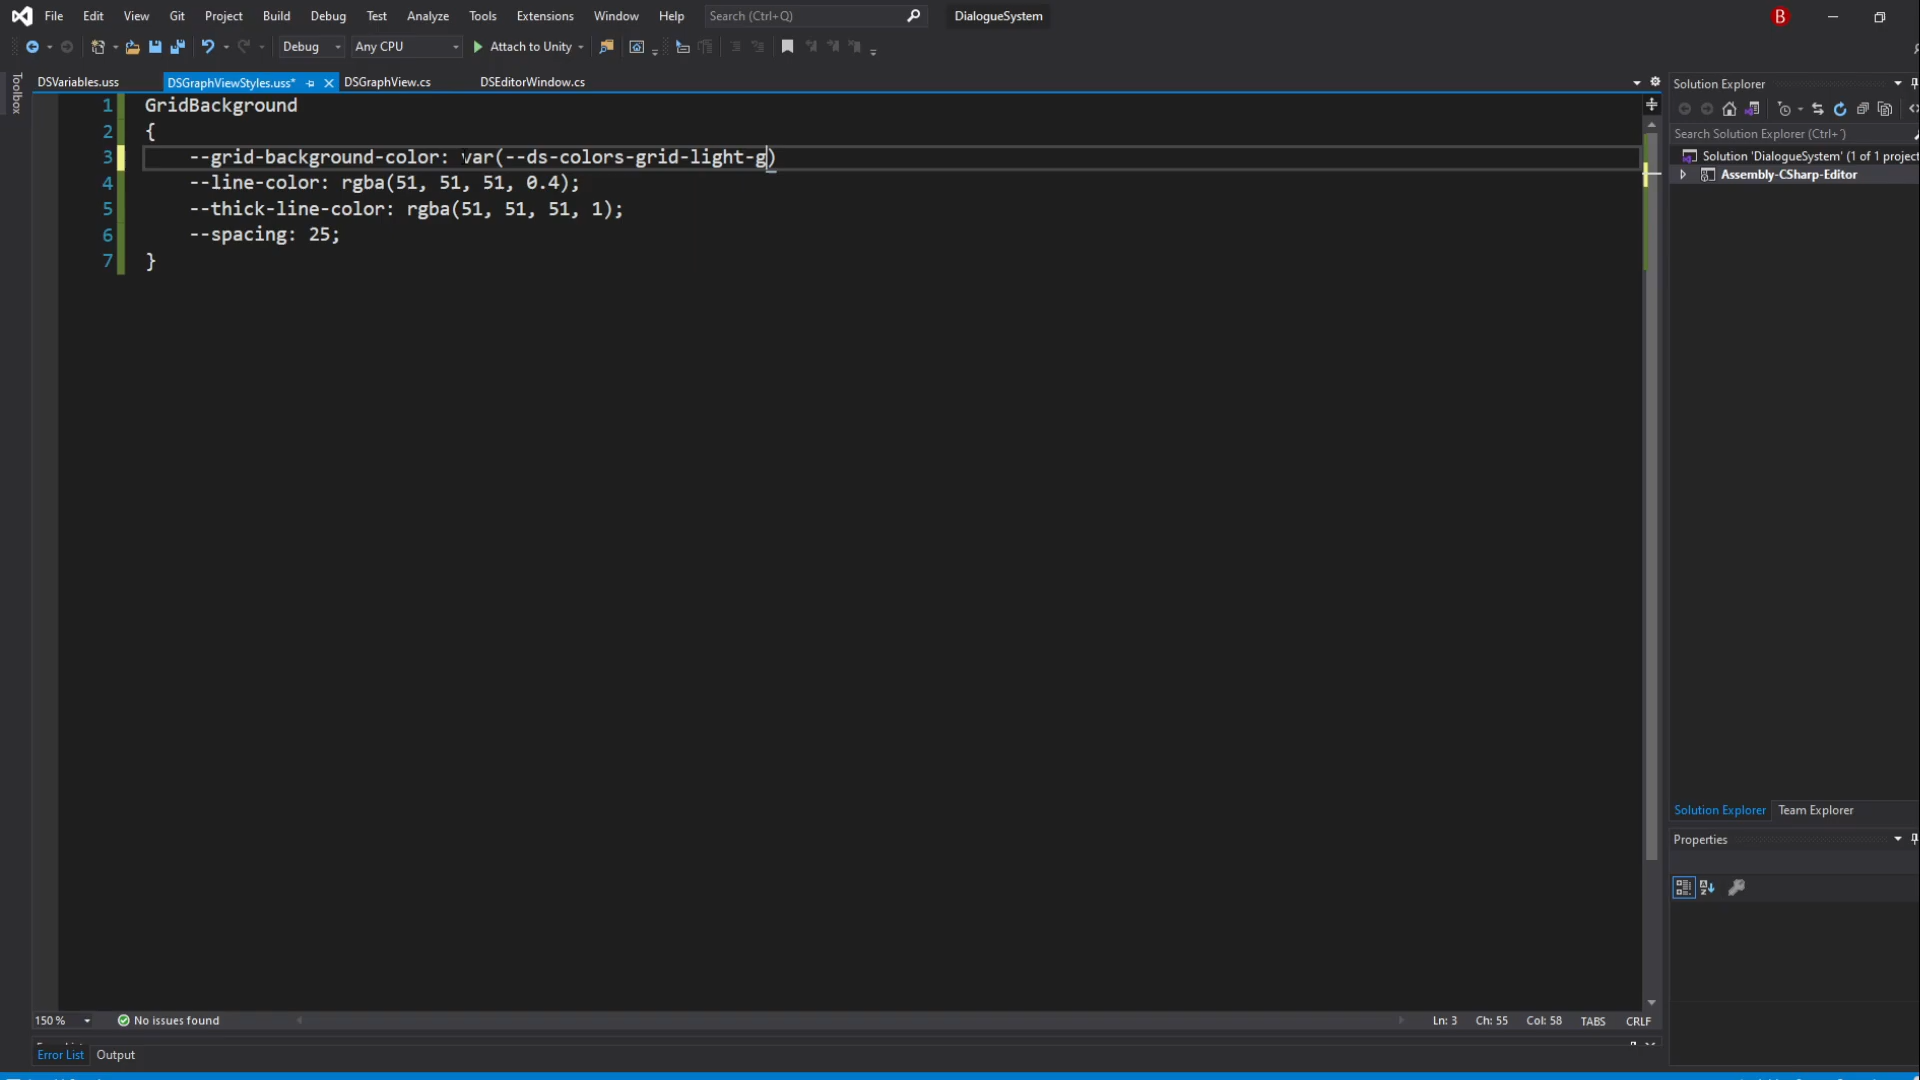 File Edit View Git Project Build Debug Test Analyze Tools Extensions Window Help Search (Ctrl+Q) DialogueSystem B
Debug Any CPU Attach to Unity
Toolbox
DSVariables.uss DSGraphViewStyles.uss* DSGraphView.cs DSEditorWindow.cs
1 GridBackground
2 {
3 --grid-background-color: var(--ds-colors-grid-light-g)
4 --line-color: rgba(51, 51, 51, 0.4);
5 --thick-line-color: rgba(51, 51, 51, 1);
6 --spacing: 25;
7 }
Solution Explorer
Search Solution Explorer (Ctrl+`)
Solution 'DialogueSystem' (1 of 1 project
Assembly-CSharp-Editor
Solution Explorer Team Explorer
Properties
150 % No issues found Ln: 3 Ch: 55 Col: 58 TABS CRLF
Error List Output